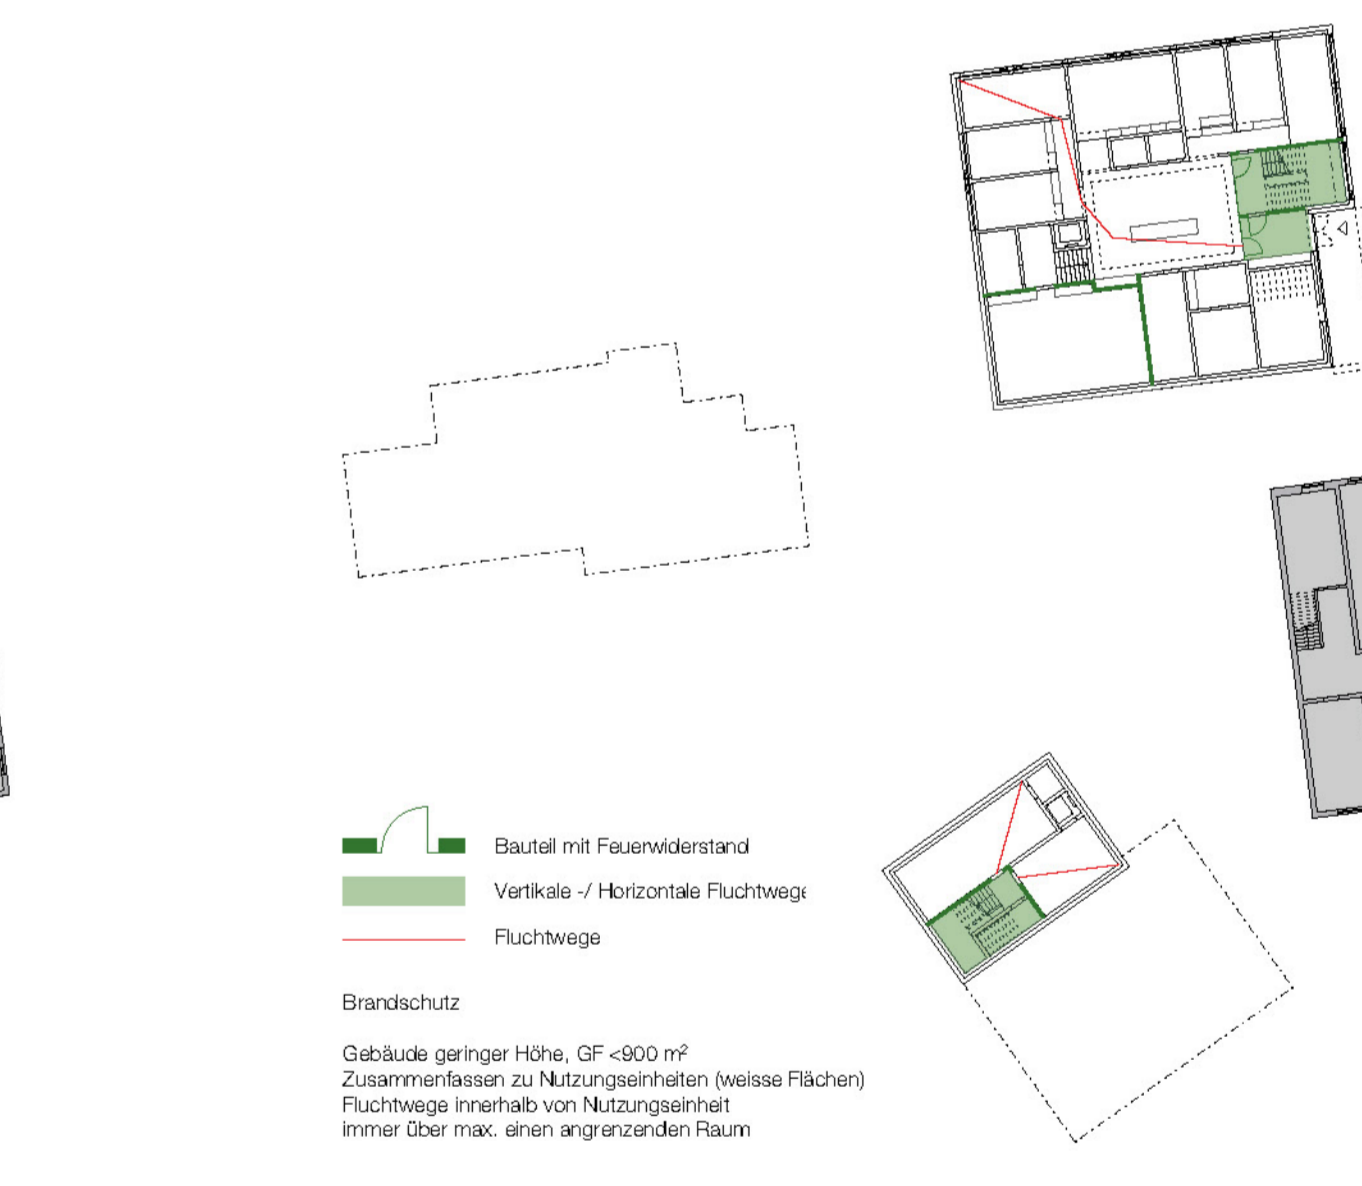 Bauteil mit Feuerwiderstand
Vertikale -/ Horizontale Fluchtwege
Fluchtwege
Brandschutz
Gebäude geringer Höhe, GF <900 m²
Zusammenfassen zu Nutzungseinheiten (weisse Flächen)
Fluchtwege innerhalb von Nutzungseinheit
immer über max. einen angrenzenden Raum